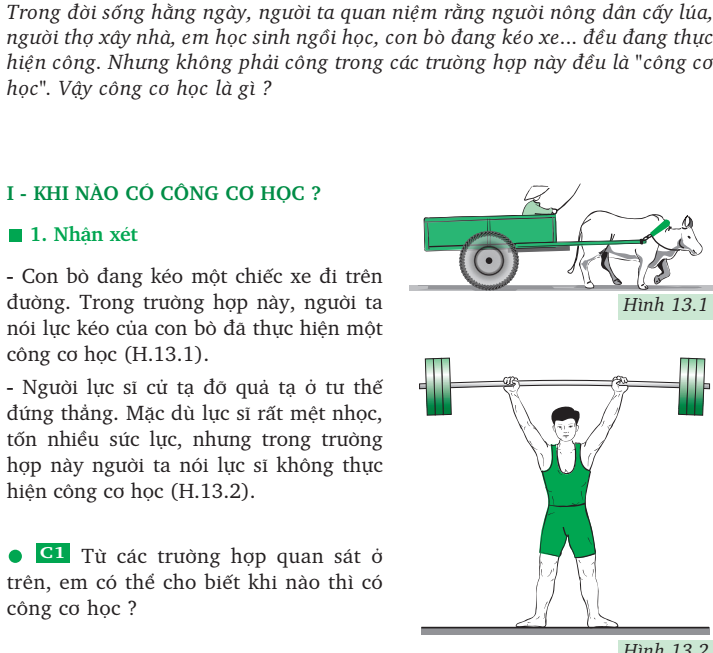 Trong đời sống hằng ngày, người ta quan niệm rằng người nông dân cấy lúa,
người thợ xây nhà, em học sinh ngồi học, con bò đang kéo xe... đều đang thực
hiện công. Nhưng không phải công trong các trường hợp này đều là "công cơ
học". Vậy công cơ học là gì ?
I - KHI NÀO CÓ CÔNG CƠ HỌC ?
1. Nhận xét
- Con bò đang kéo một chiếc xe đi trên
đường. Trong trường hợp này, người ta
nói lực kéo của con bò đã thực hiện một
công cơ học (H.13.1).
Hình 13.1
- Người lực sĩ cử tạ đỡ quả tạ ở tư thế
đứng thẳng. Mặc dù lực sĩ rất mệt nhọc,
tốn nhiều sức lực, nhưng trong trường
hợp này người ta nói lực sĩ không thực
hiện công cơ học (H.13.2).
C1 Từ các trường hợp quan sát ở
trên, em có thể cho biết khi nào thì có
công cơ học ?
Hình 13.2